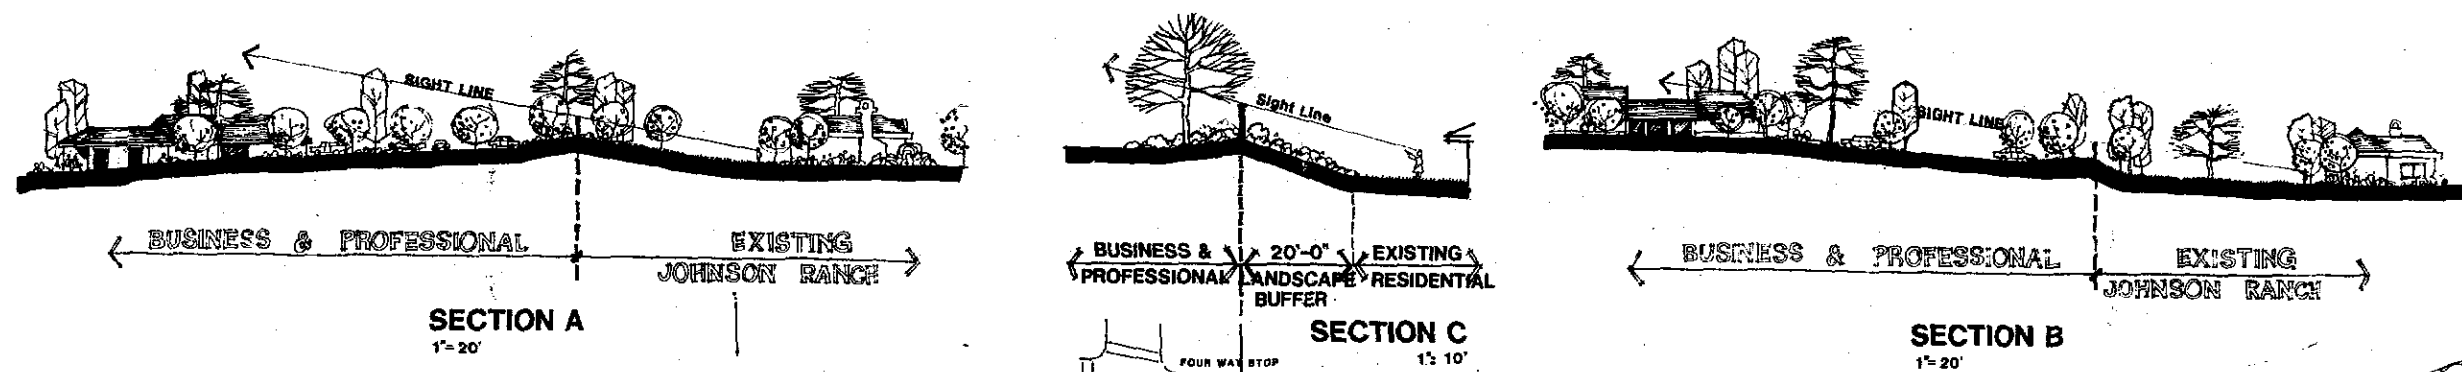 SIGHT LINE
BUSINESS & PROFESSIONAL
EXISTING
JOHNSON RANCH
SECTION A
1"=20'
Sight Line
BUSINESS &
PROFESSIONAL
20'-0"
LANDSCAPE
BUFFER
EXISTING
RESIDENTIAL
SECTION C
1": 10'
FOUR WAY STOP
SIGHT LINE
BUSINESS & PROFESSIONAL
EXISTING
JOHNSON RANCH
SECTION B
1"=20'